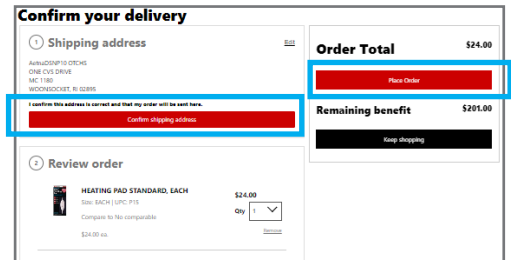 Confirm your delivery
1 Shipping address
Edit
AetnaDSNP10 OTCHS
ONE CVS DRIVE
MC 1180
WOONSOCKET, RI 02895
I confirm this address is correct and that my order will be sent here.
Confirm shipping address
2 Review order
HEATING PAD STANDARD, EACH
Size: EACH | UPC: P15
Compare to No comparable
$24.00 ea.
$24.00
Qty 1
Remove
Order Total $24.00
Place Order
Remaining benefit $201.00
Keep shopping